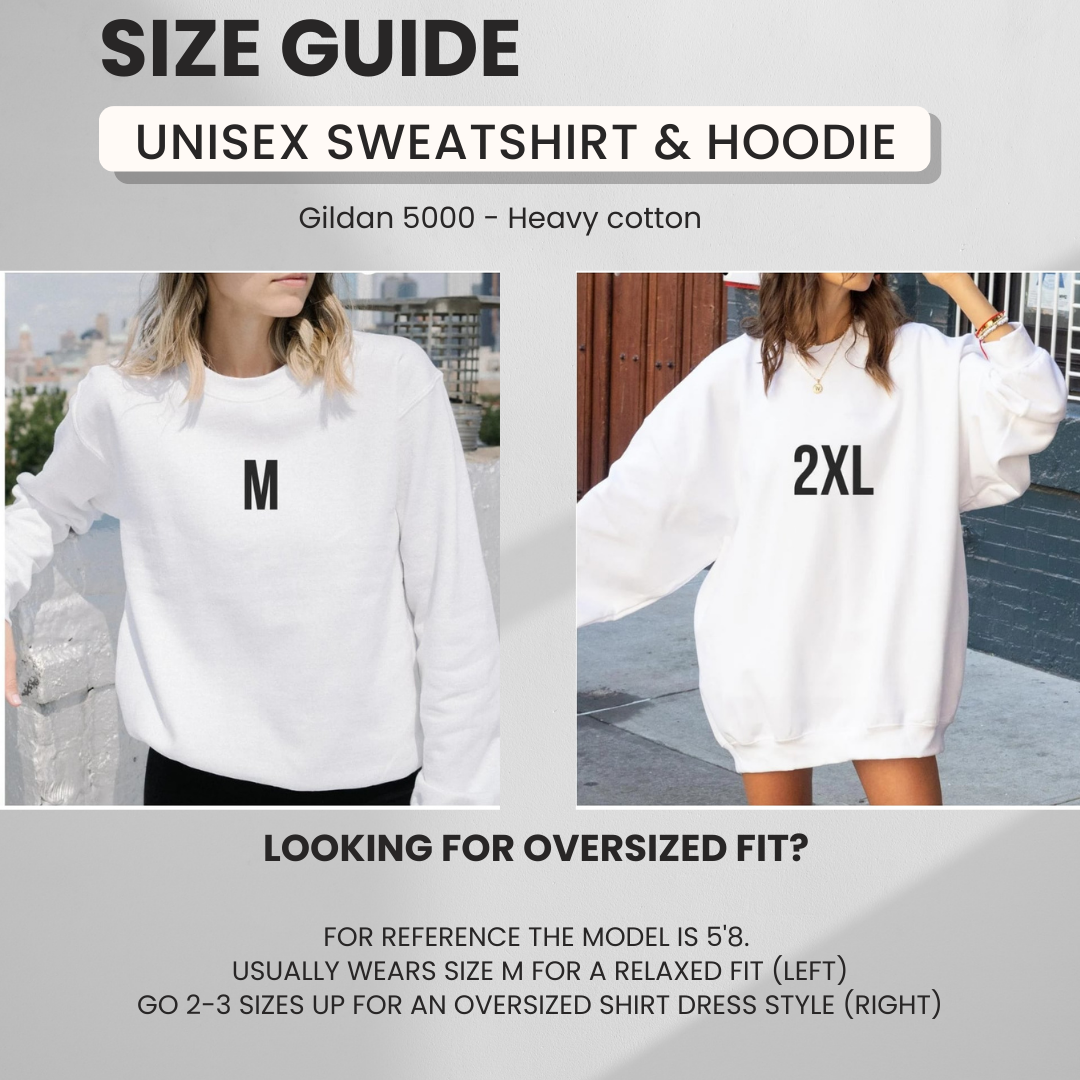 SIZE GUIDE
UNISEX SWEATSHIRT & HOODIE
Gildan 5000 - Heavy cotton
M
2XL
LOOKING FOR OVERSIZED FIT?
FOR REFERENCE THE MODEL IS 5'8.
USUALLY WEARS SIZE M FOR A RELAXED FIT (LEFT)
GO 2-3 SIZES UP FOR AN OVERSIZED SHIRT DRESS STYLE (RIGHT)